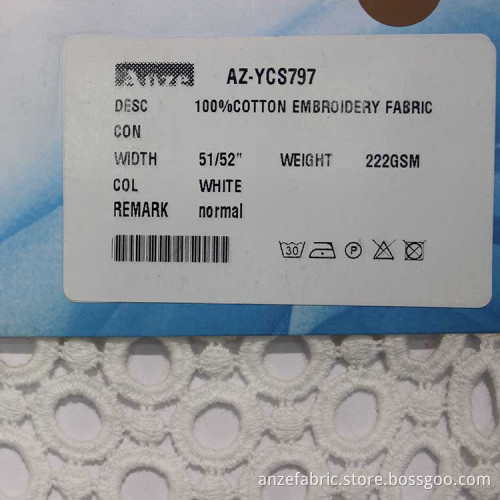 Anze AZ-YCS797
DESC 100%COTTON EMBROIDERY FABRIC
CON
WIDTH 51/52" WEIGHT 222GSM
COL WHITE
REMARK normal
30 P
anzefabric.store.bossgoo.com